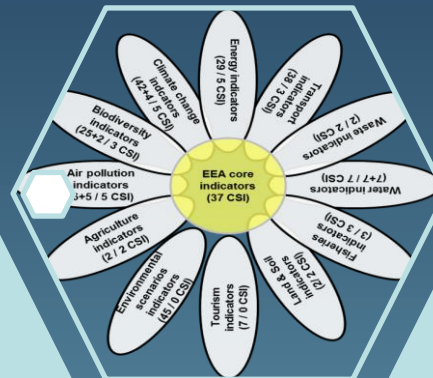 Energy indicators
(29 / 5 CSI)
Transport
indicators
(38 / 3 CSI)
Waste indicators
(2 / 2 CSI)
Water indicators
(7+7 / 7 CSI)
Fisheries
indicators
(3 / 3 CSI)
Land & Soil
indicators
(2/ 2 CSI)
Tourism
indicators
(7 / 0 CSI)
Environmental
scenarios
indicators
(45 / 0 CSI)
Agriculture
indicators
(2 / 2 CSI)
Air pollution
indicators
+5 / 5 CSI)
Biodiversity
indicators
(25+2 / 3 CSI)
Climate change
indicators
(42+4 / 5 CSI)
EEA core
indicators
(37 CSI)